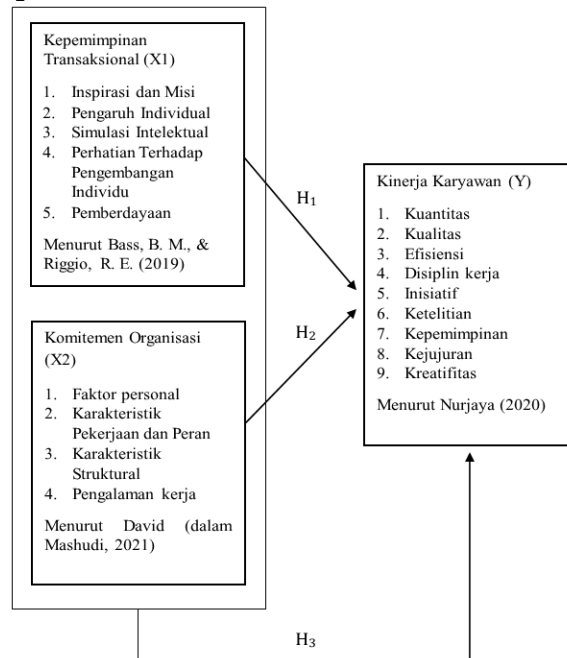 Kepemimpinan
Transaksional (X1)
1. Inspirasi dan Misi
2. Pengaruh Individual
3. Simulasi Intelektual
4. Perhatian Terhadap
Pengembangan
Individu
5. Pemberdayaan
Menurut Bass, B. M., &
Riggio, R. E. (2019)
H₁
Komitemen Organisasi
(X2)
1. Faktor personal
2. Karakteristik
Pekerjaan dan Peran
3. Karakteristik
Struktural
4. Pengalaman kerja
Menurut David (dalam
Mashudi, 2021)
H₂
Kinerja Karyawan (Y)
1. Kuantitas
2. Kualitas
3. Efisiensi
4. Disiplin kerja
5. Inisiatif
6. Ketelitian
7. Kepemimpinan
8. Kejujuran
9. Kreatifitas
Menurut Nurjaya (2020)
H₃